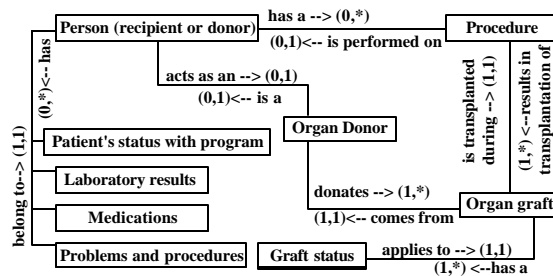 has a --> (0,*)
Person (recipient or donor)
Procedure
(0,1)<-- is performed on
(0,*)<-- has
acts as an --> (0,1)
(0,1)<-- is a
is transplanted
during --> (1,1)
(1,*) <--results in
transplantation of
Organ Donor
Patient's status with program
belong to--> (1,1)
Laboratory results
donates --> (1,*)
Organ graft
Medications
(1,1)<-- comes from
Problems and procedures
Graft status
applies to --> (1,1)
(1,*) <--has a